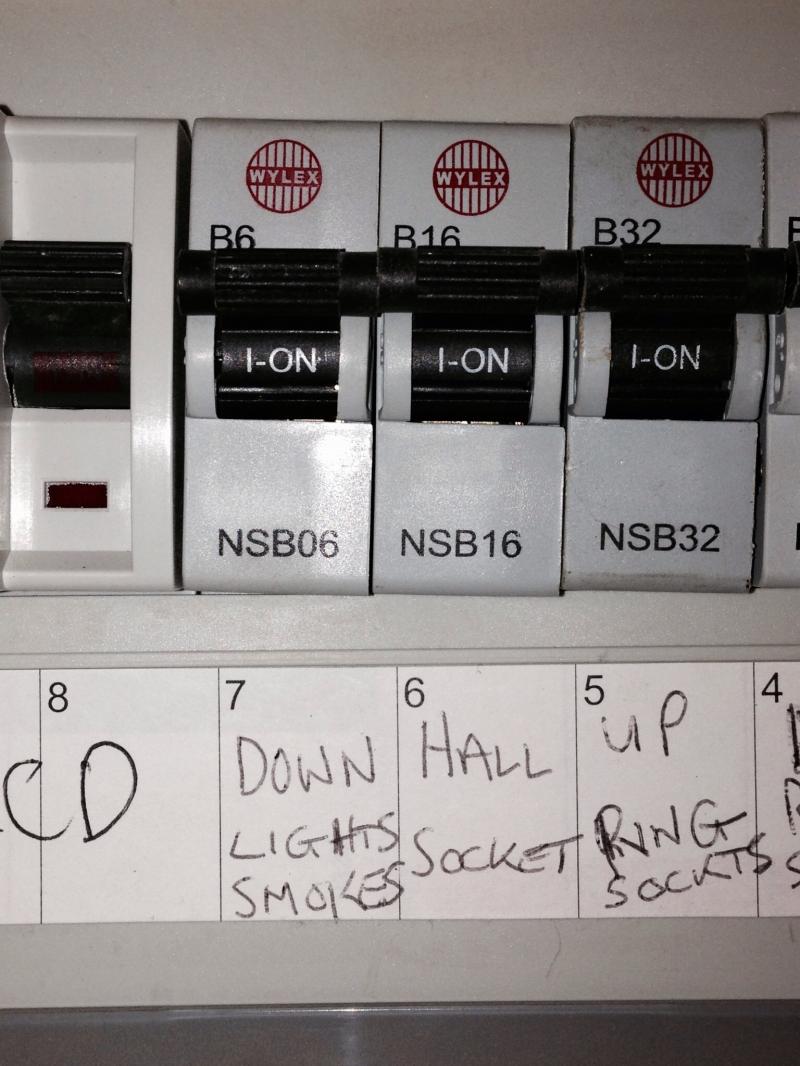 WYLEX WYLEX WYLEX
B6 B16 B32
I-ON I-ON I-ON
NSB06 NSB16 NSB32
8 7 6 5 4
CD
DOWN
LIGHTS
SMOKES
HALL
SOCKET
UP
RING
SOCKTS